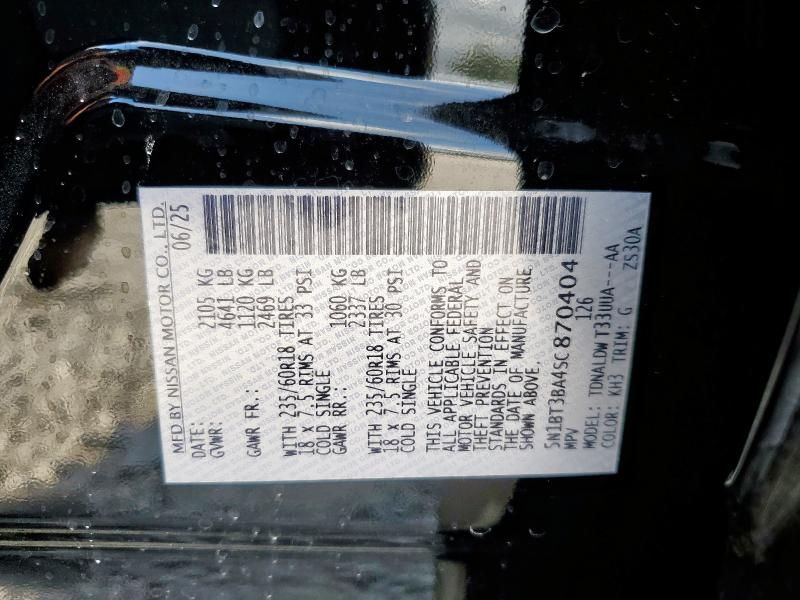 MFD BY NISSAN MOTOR CO., LTD.
DATE: 06/25
GVWR: 2105 KG
4641 LB
GAWR FR.: 1120 KG
2469 LB
WITH 235/60R18 TIRES
18 X 7.5 RIMS AT 33 PSI
COLD SINGLE
GAWR RR.: 1060 KG
2337 LB
WITH 235/60R18 TIRES
18 X 7.5 RIMS AT 30 PSI
COLD SINGLE
THIS VEHICLE CONFORMS TO
ALL APPLICABLE FEDERAL
MOTOR VEHICLE SAFETY AND
THEFT PREVENTION
STANDARDS IN EFFECT ON
THE DATE OF MANUFACTURE
SHOWN ABOVE.
5N1BT3BA4SC870404
MPV 126
MODEL: TDNALDWT33UUA---AA
COLOR: KH3 TRIM: G ZS30A